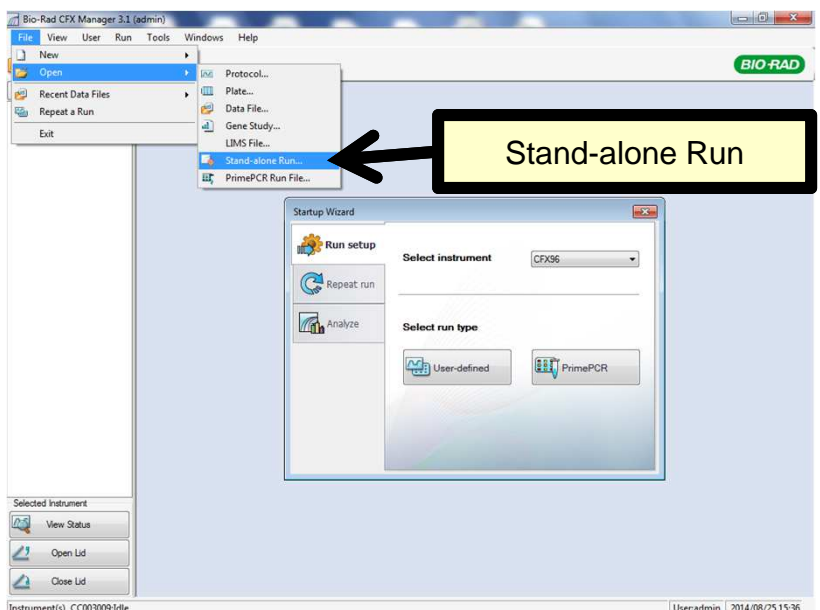 Bio-Rad CFX Manager 3.1 (admin)
File View User Run Tools Windows Help
New
Open
Recent Data Files
Repeat a Run
Exit
Protocol...
Plate...
Data File...
Gene Study...
LIMS File...
Stand-alone Run...
PrimePCR Run File...
BIO-RAD
Stand-alone Run
Startup Wizard
Run setup
Repeat run
Analyze
Select instrument CFX96
Select run type
User-defined PrimePCR
Selected Instrument
View Status
Open Lid
Close Lid
Instrument(s) CC003009:Idle User:admin 2014/08/25 15:36